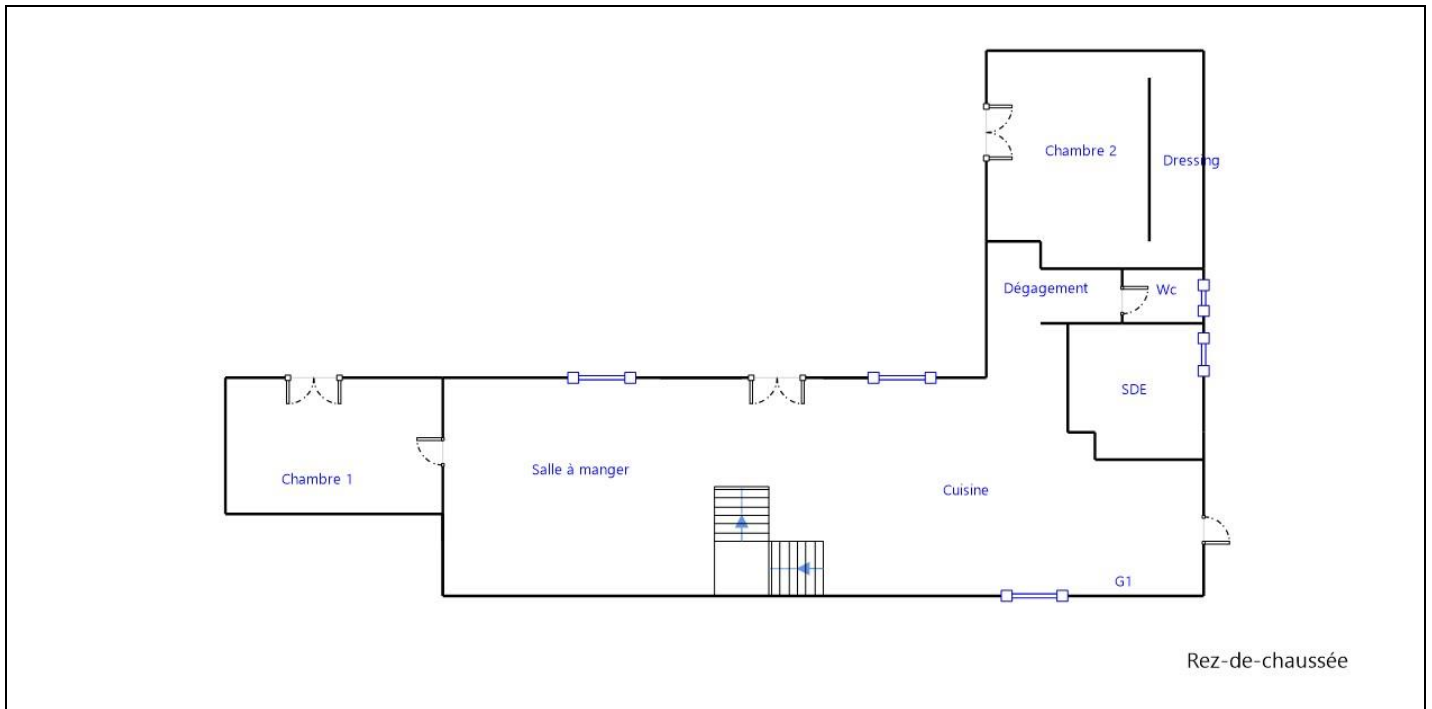 Chambre 2
Dressing
Dégagement
Wc
SDE
Salle à manger
Chambre 1
Cuisine
G1
Rez-de-chaussée